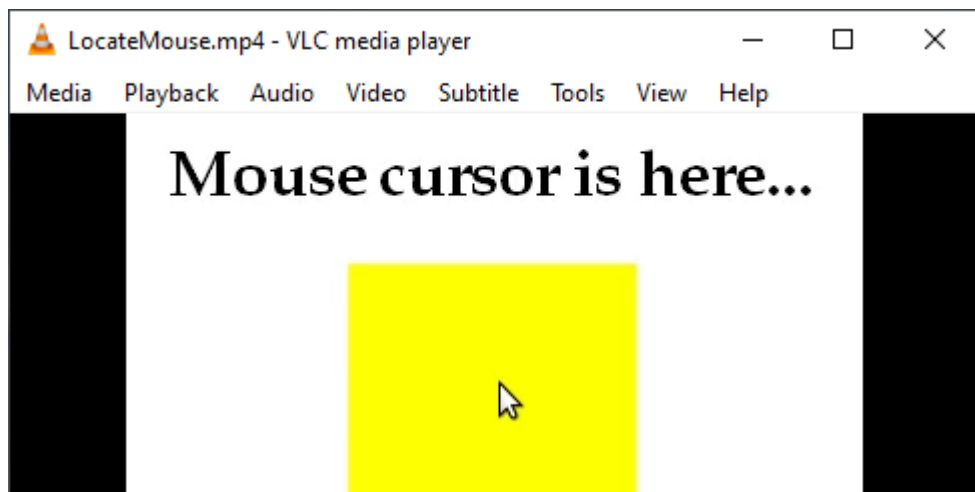 LocateMouse.mp4 - VLC media player
Media Playback Audio Video Subtitle Tools View Help
Mouse cursor is here...